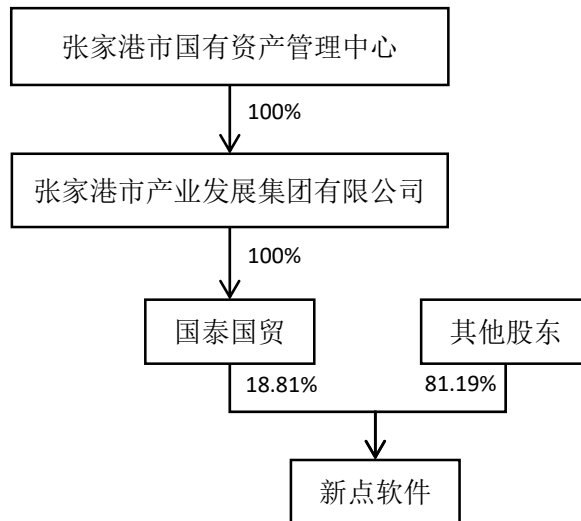 张家港市国有资产管理中心
100%
张家港市产业发展集团有限公司
100%
国泰国贸
其他股东
18.81%
81.19%
新点软件